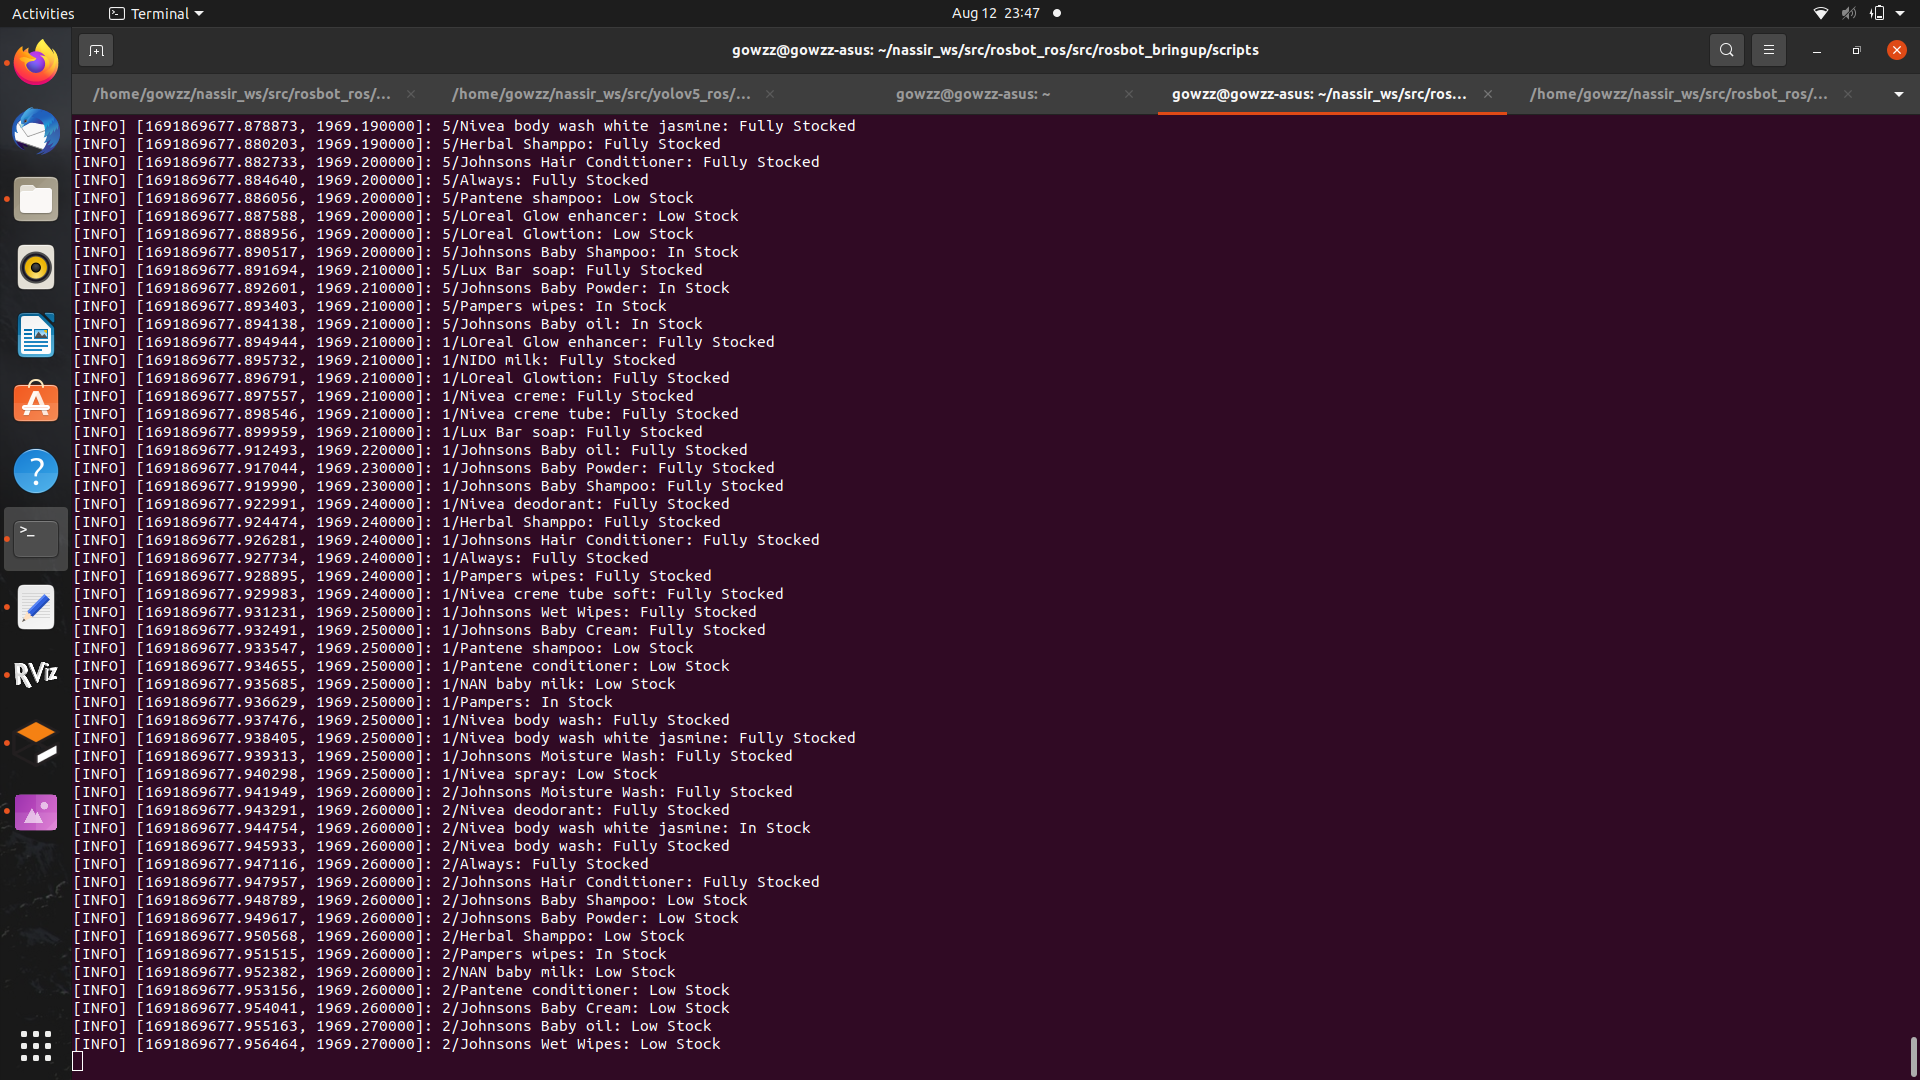 Activities
Terminal
Aug 12 23:47
gowzz@gowzz-asus: ~/nassir_ws/src/rosbot_ros/src/rosbot_bringup/scripts
/home/gowzz/nassir_ws/src/rosbot_ros/...
/home/gowzz/nassir_ws/src/yolov5_ros/...
gowzz@gowzz-asus: ~
gowzz@gowzz-asus: ~/nassir_ws/src/ros...
/home/gowzz/nassir_ws/src/rosbot_ros/...
[INFO] [1691869677.878873, 1969.190000]: 5/Nivea body wash white jasmine: Fully Stocked
[INFO] [1691869677.880203, 1969.190000]: 5/Herbal Shamppo: Fully Stocked
[INFO] [1691869677.882733, 1969.200000]: 5/Johnsons Hair Conditioner: Fully Stocked
[INFO] [1691869677.884640, 1969.200000]: 5/Always: Fully Stocked
[INFO] [1691869677.886056, 1969.200000]: 5/Pantene shampoo: Low Stock
[INFO] [1691869677.887588, 1969.200000]: 5/LOreal Glow enhancer: Low Stock
[INFO] [1691869677.888956, 1969.200000]: 5/LOreal Glowtion: Low Stock
[INFO] [1691869677.890517, 1969.200000]: 5/Johnsons Baby Shampoo: In Stock
[INFO] [1691869677.891694, 1969.210000]: 5/Lux Bar soap: Fully Stocked
[INFO] [1691869677.892601, 1969.210000]: 5/Johnsons Baby Powder: In Stock
[INFO] [1691869677.893403, 1969.210000]: 5/Pampers wipes: In Stock
[INFO] [1691869677.894138, 1969.210000]: 5/Johnsons Baby oil: In Stock
[INFO] [1691869677.894944, 1969.210000]: 1/LOreal Glow enhancer: Fully Stocked
[INFO] [1691869677.895732, 1969.210000]: 1/NIDO milk: Fully Stocked
[INFO] [1691869677.896791, 1969.210000]: 1/LOreal Glowtion: Fully Stocked
[INFO] [1691869677.897557, 1969.210000]: 1/Nivea creme: Fully Stocked
[INFO] [1691869677.898546, 1969.210000]: 1/Nivea creme tube: Fully Stocked
[INFO] [1691869677.899959, 1969.210000]: 1/Lux Bar soap: Fully Stocked
[INFO] [1691869677.912493, 1969.220000]: 1/Johnsons Baby oil: Fully Stocked
[INFO] [1691869677.917044, 1969.230000]: 1/Johnsons Baby Powder: Fully Stocked
[INFO] [1691869677.919990, 1969.230000]: 1/Johnsons Baby Shampoo: Fully Stocked
[INFO] [1691869677.922991, 1969.240000]: 1/Nivea deodorant: Fully Stocked
[INFO] [1691869677.924474, 1969.240000]: 1/Herbal Shamppo: Fully Stocked
[INFO] [1691869677.926281, 1969.240000]: 1/Johnsons Hair Conditioner: Fully Stocked
[INFO] [1691869677.927734, 1969.240000]: 1/Always: Fully Stocked
[INFO] [1691869677.928895, 1969.240000]: 1/Pampers wipes: Fully Stocked
[INFO] [1691869677.929983, 1969.240000]: 1/Nivea creme tube soft: Fully Stocked
[INFO] [1691869677.931231, 1969.250000]: 1/Johnsons Wet Wipes: Fully Stocked
[INFO] [1691869677.932491, 1969.250000]: 1/Johnsons Baby Cream: Fully Stocked
[INFO] [1691869677.933547, 1969.250000]: 1/Pantene shampoo: Low Stock
[INFO] [1691869677.934655, 1969.250000]: 1/Pantene conditioner: Low Stock
[INFO] [1691869677.935685, 1969.250000]: 1/NAN baby milk: Low Stock
[INFO] [1691869677.936629, 1969.250000]: 1/Pampers: In Stock
[INFO] [1691869677.937476, 1969.250000]: 1/Nivea body wash: Fully Stocked
[INFO] [1691869677.938405, 1969.250000]: 1/Nivea body wash white jasmine: Fully Stocked
[INFO] [1691869677.939313, 1969.250000]: 1/Johnsons Moisture Wash: Fully Stocked
[INFO] [1691869677.940298, 1969.250000]: 1/Nivea spray: Low Stock
[INFO] [1691869677.941949, 1969.260000]: 2/Johnsons Moisture Wash: Fully Stocked
[INFO] [1691869677.943291, 1969.260000]: 2/Nivea deodorant: Fully Stocked
[INFO] [1691869677.944754, 1969.260000]: 2/Nivea body wash white jasmine: In Stock
[INFO] [1691869677.945933, 1969.260000]: 2/Nivea body wash: Fully Stocked
[INFO] [1691869677.947116, 1969.260000]: 2/Always: Fully Stocked
[INFO] [1691869677.947957, 1969.260000]: 2/Johnsons Hair Conditioner: Fully Stocked
[INFO] [1691869677.948789, 1969.260000]: 2/Johnsons Baby Shampoo: Low Stock
[INFO] [1691869677.949617, 1969.260000]: 2/Johnsons Baby Powder: Low Stock
[INFO] [1691869677.950568, 1969.260000]: 2/Herbal Shamppo: Low Stock
[INFO] [1691869677.951515, 1969.260000]: 2/Pampers wipes: In Stock
[INFO] [1691869677.952382, 1969.260000]: 2/NAN baby milk: Low Stock
[INFO] [1691869677.953156, 1969.260000]: 2/Pantene conditioner: Low Stock
[INFO] [1691869677.954041, 1969.260000]: 2/Johnsons Baby Cream: Low Stock
[INFO] [1691869677.955163, 1969.270000]: 2/Johnsons Baby oil: Low Stock
[INFO] [1691869677.956464, 1969.270000]: 2/Johnsons Wet Wipes: Low Stock
RViz